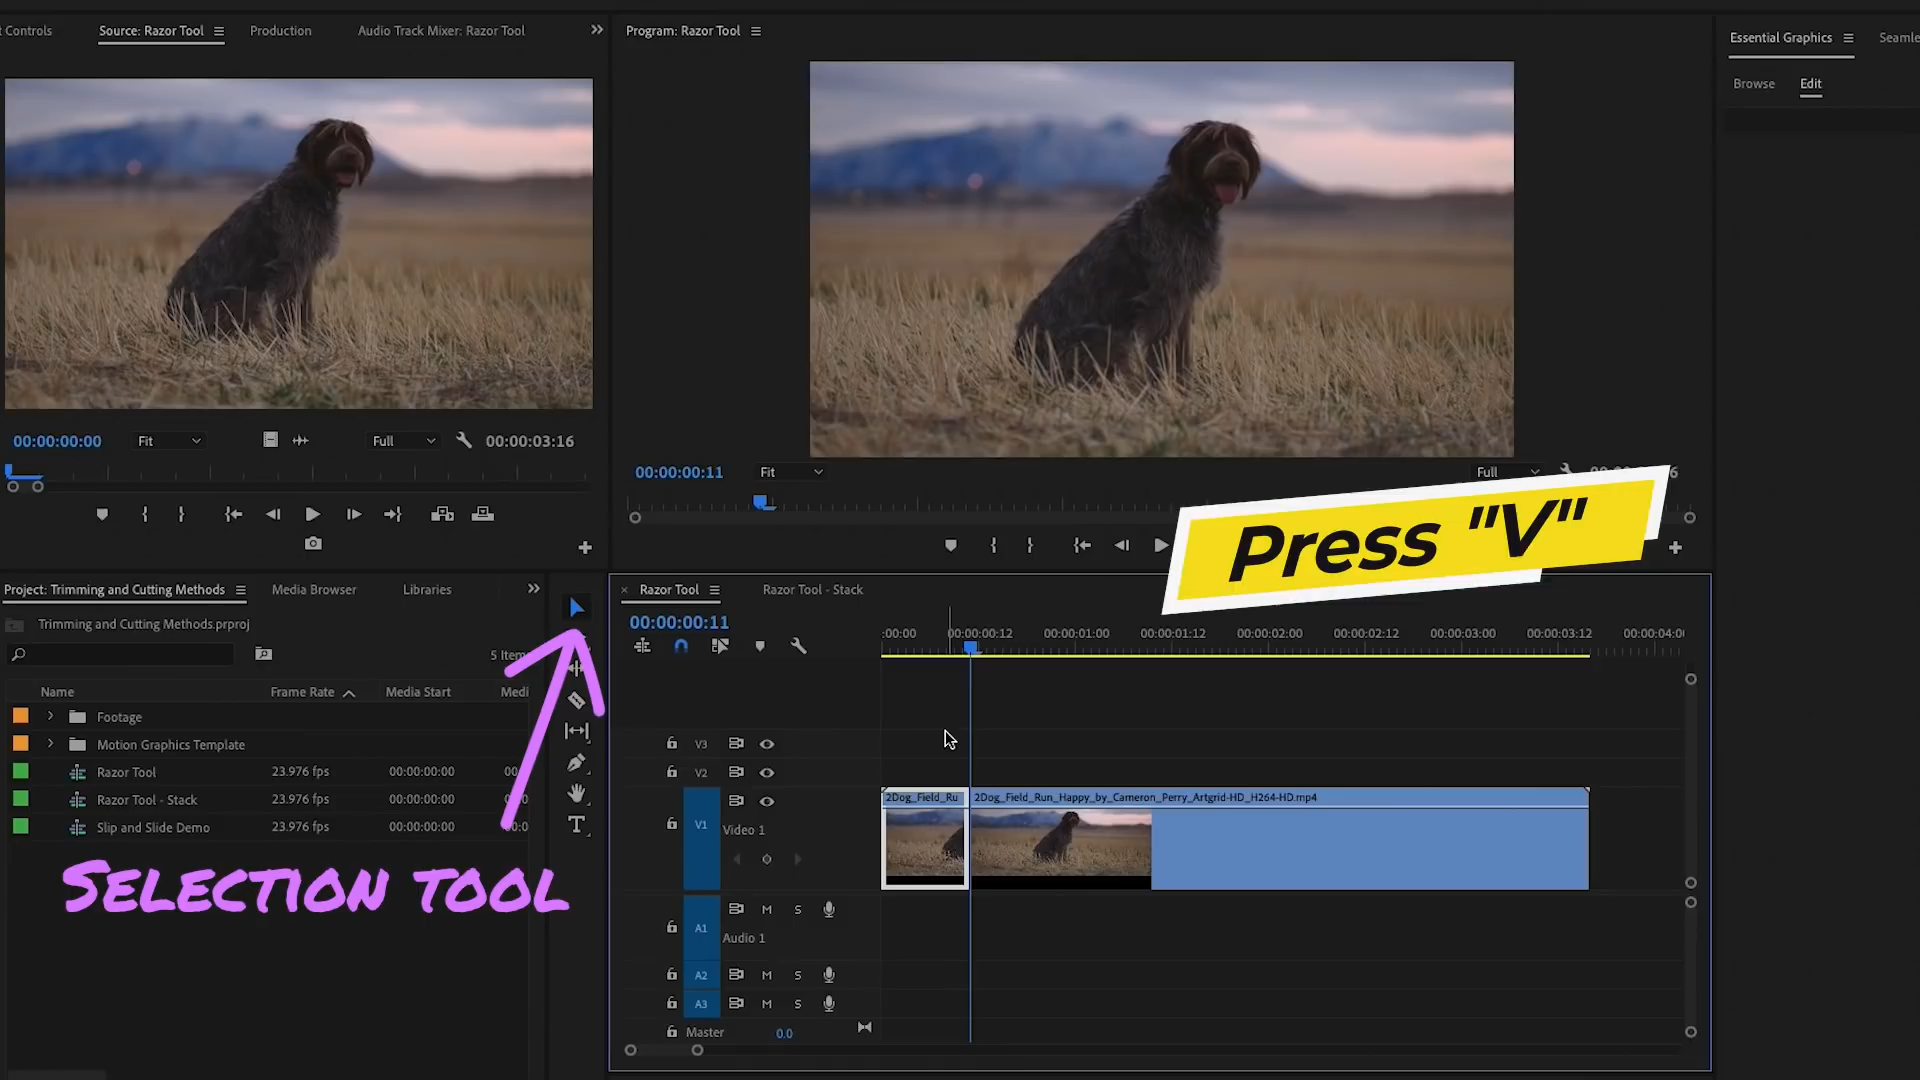 t Controls
Source: Razor Tool
Production
Audio Track Mixer: Razor Tool
Program: Razor Tool
Essential Graphics
Seamle
Browse
Edit
00:00:00:00
Fit
Full
00:00:03:16
00:00:00:11
Fit
Full
Press "V"
Project: Trimming and Cutting Methods
Media Browser
Libraries
Trimming and Cutting Methods.prproj
5 Items
Name
Frame Rate
Media Start
Medi
Footage
Motion Graphics Template
Razor Tool
23.976 fps
00:00:00:00
00
Razor Tool - Stack
23.976 fps
00:00:00:00
Slip and Slide Demo
23.976 fps
00:00:00:00
00:0
Selection tool
T
Razor Tool
Razor Tool - Stack
00:00:00:11
:00:00
00:00:00:12
00:00:01:00
00:00:01:12
00:00:02:00
00:00:02:12
00:00:03:00
00:00:03:12
00:00:04:0
V3
V2
V1
Video 1
2Dog_Field_Ru
2Dog_Field_Run_Happy_by_Cameron_Perry_Artgrid-HD_H264-HD.mp4
A1
M
S
Audio 1
A2
M
S
A3
M
S
Master
0.0